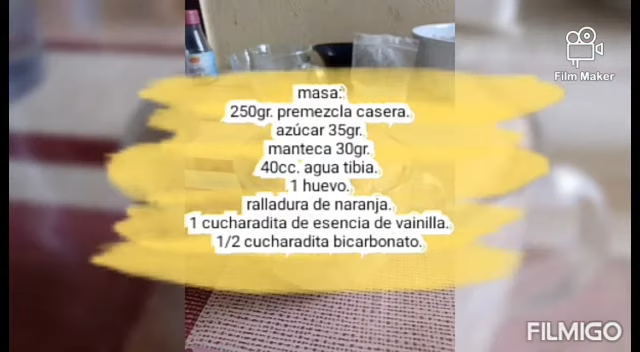 Film Maker
masa:
250gr. premezcla casera.
azúcar 35gr.
manteca 30gr.
40cc. agua tibia.
1 huevo.
ralladura de naranja.
1 cucharadita de esencia de vainilla.
1/2 cucharadita bicarbonato.
FILMIGO